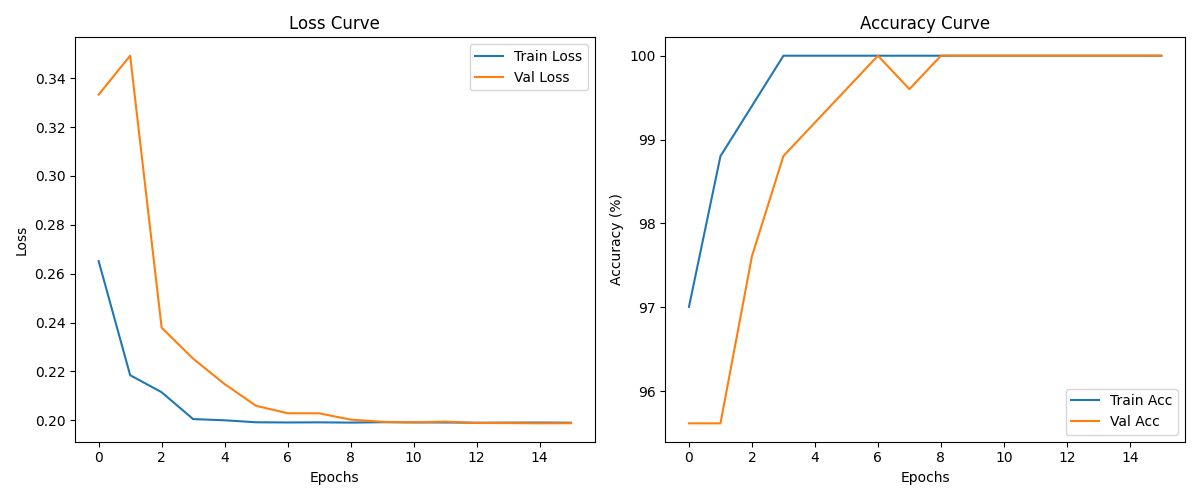 Loss Curve
Loss
0.34
0.32
0.30
0.28
0.26
0.24
0.22
0.20
0 2 4 6 8 10 12 14
Epochs
Train Loss
Val Loss
Accuracy Curve
Accuracy (%)
100
99
98
97
96
0 2 4 6 8 10 12 14
Epochs
Train Acc
Val Acc